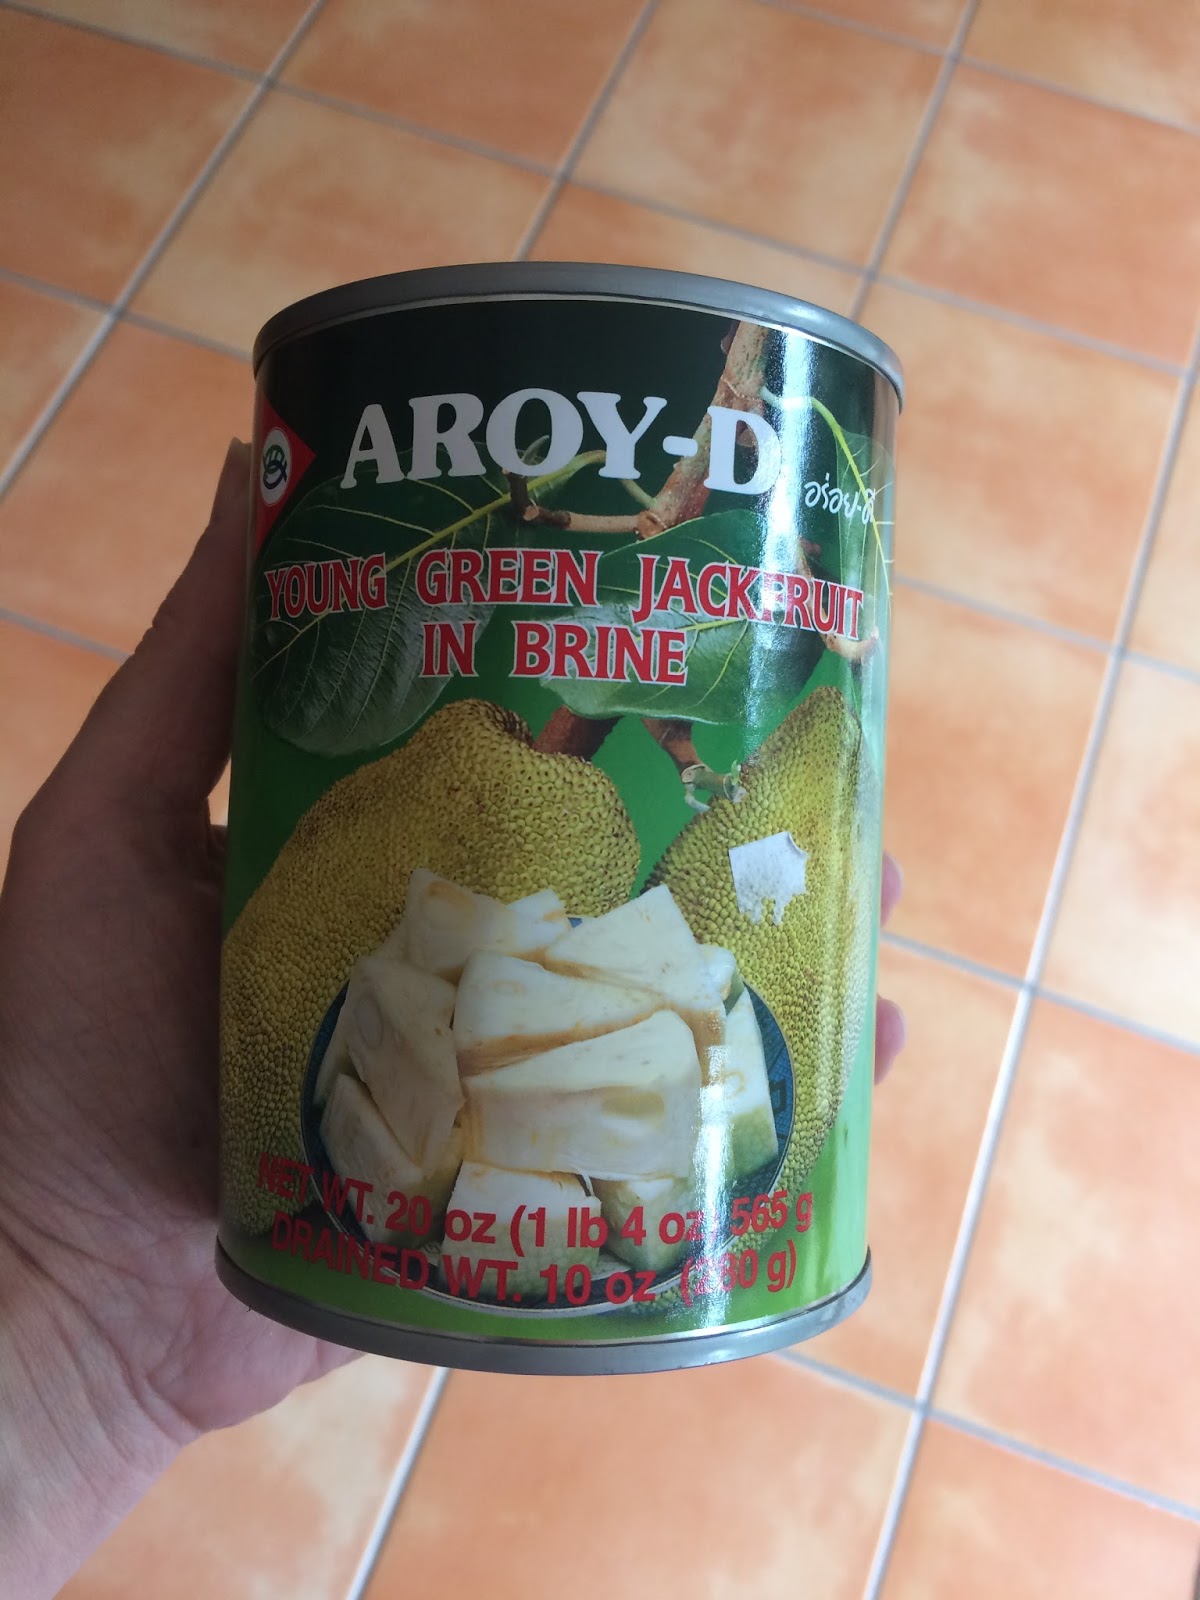 AROY-D
อร่อย-ดี
YOUNG GREEN JACKFRUIT
IN BRINE
NET WT. 20 oz (1 lb 4 oz) 565 g
DRAINED WT. 10 oz (280 g)